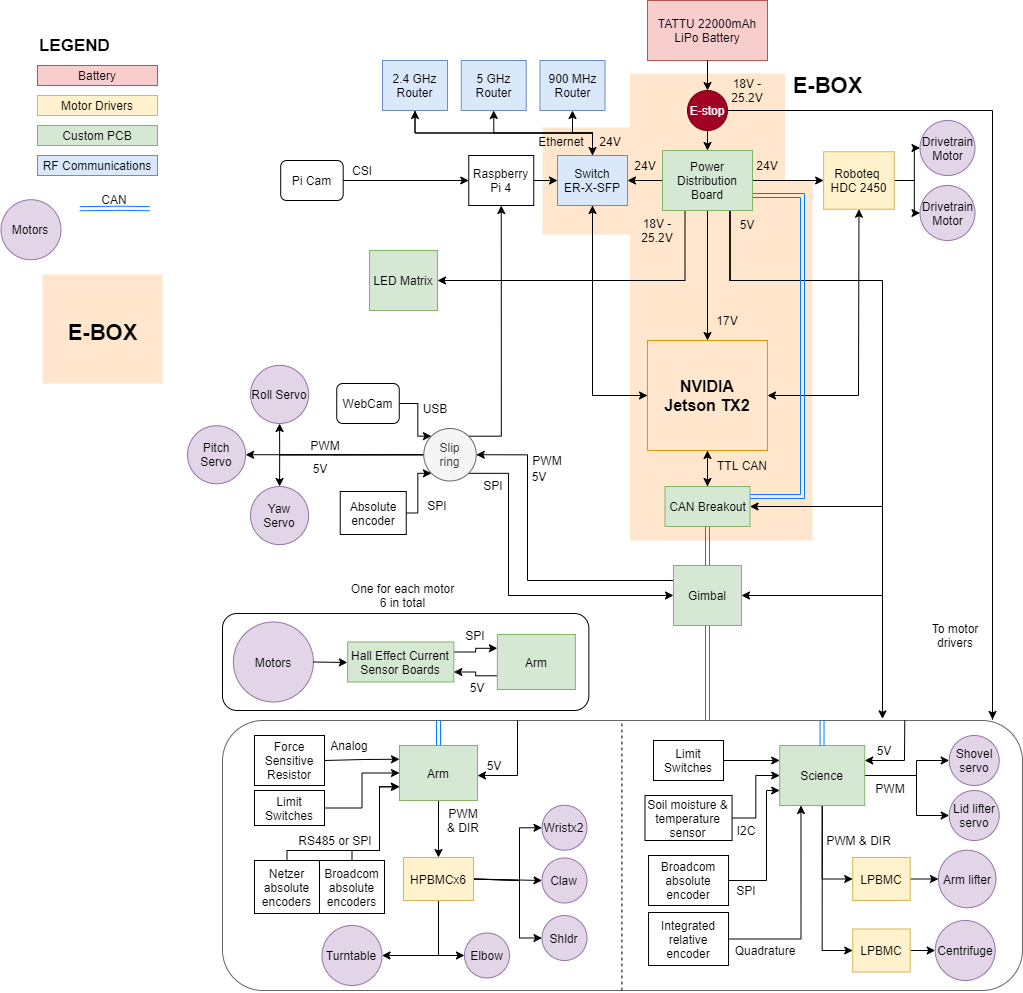 TATTU 22000mAh
LiPo Battery
LEGEND
Battery
Motor Drivers
Custom PCB
RF Communications
CAN
Motors
E-BOX
2.4 GHz
Router
5 GHz
Router
900 MHz
Router
18V -
25.2V
E-BOX
E-stop
Ethernet
24V
Pi Cam
CSI
Raspberry
Pi 4
Switch
ER-X-SFP
24V
Power
Distribution
Board
24V
Roboteq
HDC 2450
Drivetrain
Motor
Drivetrain
Motor
18V -
25.2V
5V
LED Matrix
17V
NVIDIA
Jetson TX2
TTL CAN
CAN Breakout
Roll Servo
WebCam
USB
Pitch
Servo
PWM
5V
Slip
ring
PWM
5V
SPI
Yaw
Servo
Absolute
encoder
SPI
Gimbal
To motor
drivers
One for each motor
6 in total
Motors
Hall Effect Current
Sensor Boards
SPI
5V
Arm
Force
Sensitive
Resistor
Analog
Limit
Switches
RS485 or SPI
Netzer
absolute
encoders
Broadcom
absolute
encoders
Arm
5V
PWM
& DIR
HPBMCx6
Wristx2
Claw
Shldr
Turntable
Elbow
Limit
Switches
Soil moisture &
temperature
sensor
I2C
Broadcom
absolute
encoder
SPI
Integrated
relative
encoder
Quadrature
Science
5V
PWM
Shovel
servo
Lid lifter
servo
PWM & DIR
LPBMC
Arm lifter
LPBMC
Centrifuge